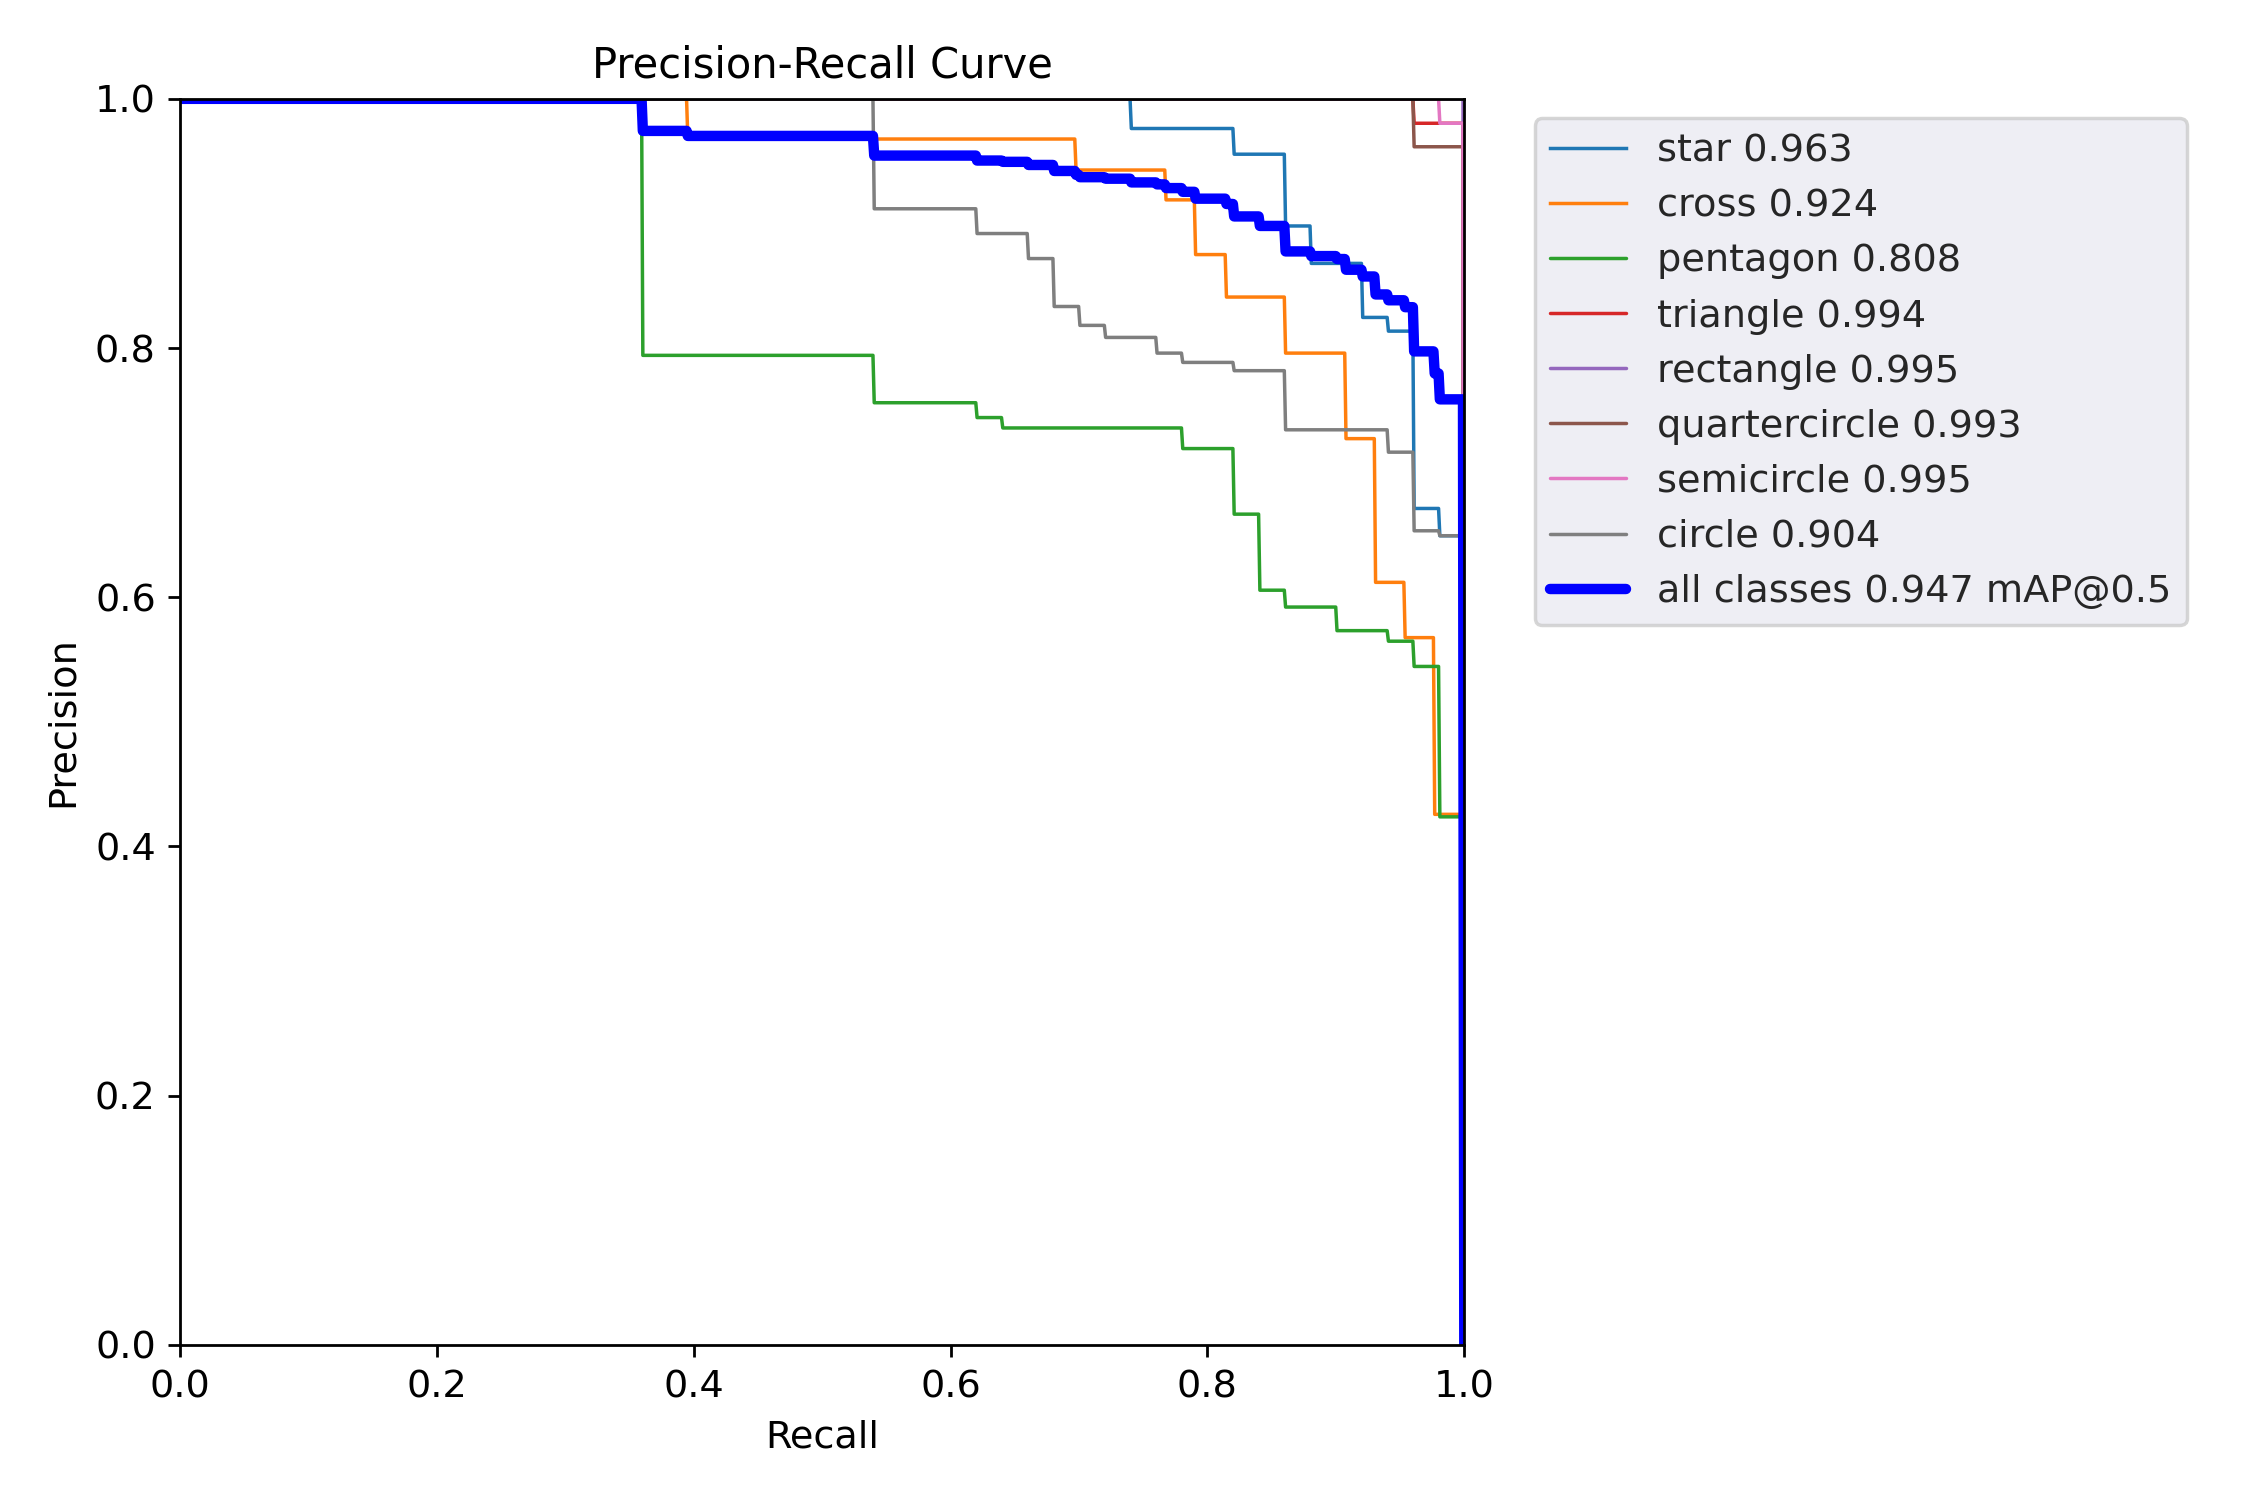 Precision-Recall Curve
1.0
0.8
0.6
0.4
0.2
0.0
Precision
0.0 0.2 0.4 0.6 0.8 1.0
Recall
star 0.963
cross 0.924
pentagon 0.808
triangle 0.994
rectangle 0.995
quartercircle 0.993
semicircle 0.995
circle 0.904
all classes 0.947 mAP@0.5